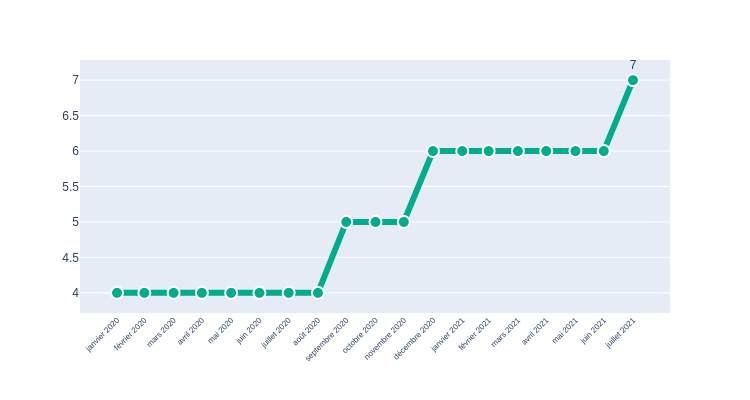 7
7
6.5
6
5.5
5
4.5
4
janvier 2020
février 2020
mars 2020
avril 2020
mai 2020
juin 2020
juillet 2020
août 2020
septembre 2020
octobre 2020
novembre 2020
décembre 2020
janvier 2021
février 2021
mars 2021
avril 2021
mai 2021
juin 2021
juillet 2021